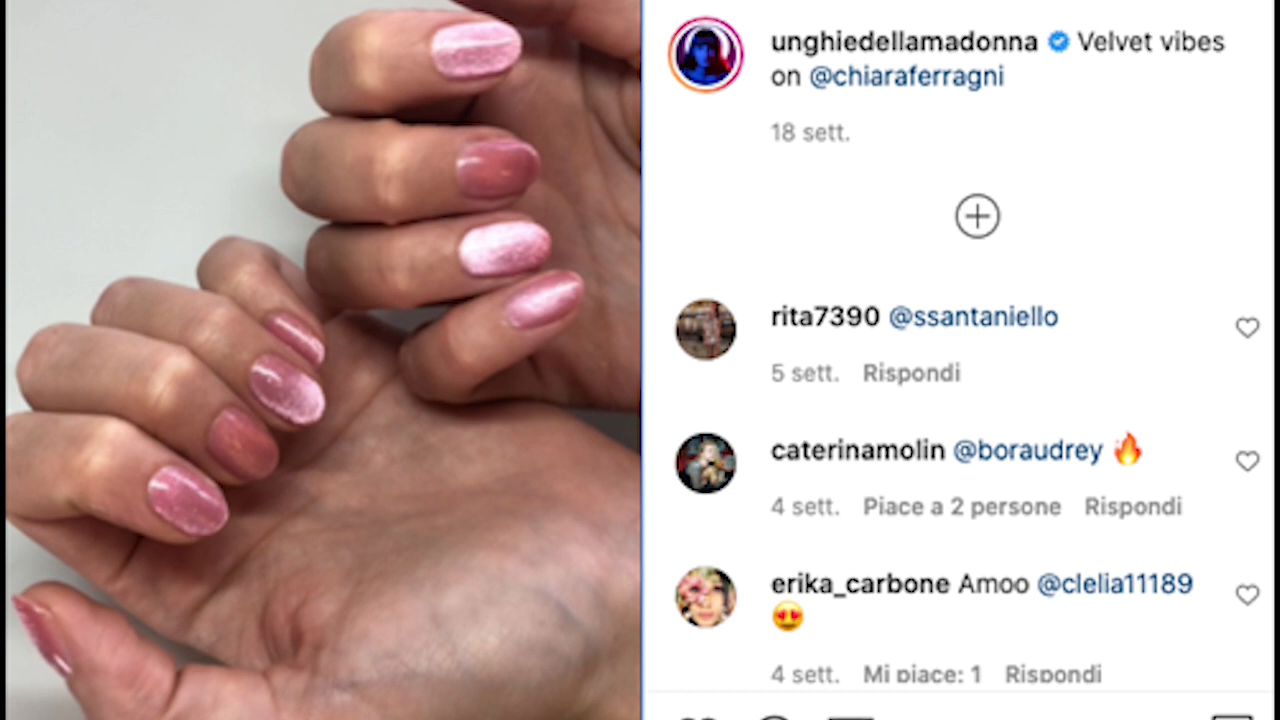 unghiedellamadonna Velvet vibes
on @chiaraferragni
18 sett.
rita7390 @ssantaniello
5 sett. Rispondi
caterinamolin @boraudrey 🔥
4 sett. Piace a 2 persone Rispondi
erika_carbone Amoo @clelia11189
😍
4 sett. Mi piace: 1 Rispondi